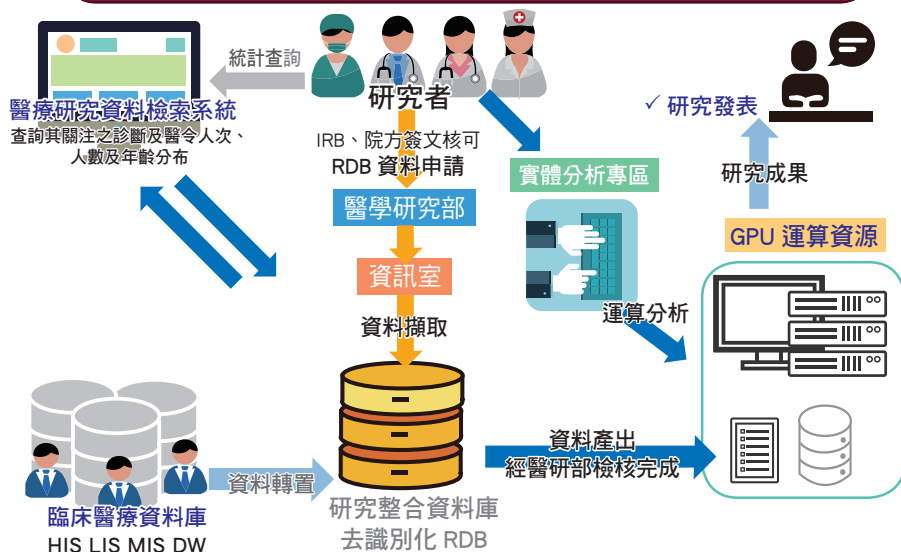 統計查詢
研究者
醫療研究資料檢索系統
查詢其關注之診斷及醫令人次、
人數及年齡分布
IRB、院方簽文核可
RDB 資料申請
醫學研究部
資訊室
資料擷取
實體分析專區
運算分析
✓ 研究發表
研究成果
GPU 運算資源
資料產出
經醫研部檢核完成
資料轉置
臨床醫療資料庫
HIS LIS MIS DW
研究整合資料庫
去識別化 RDB